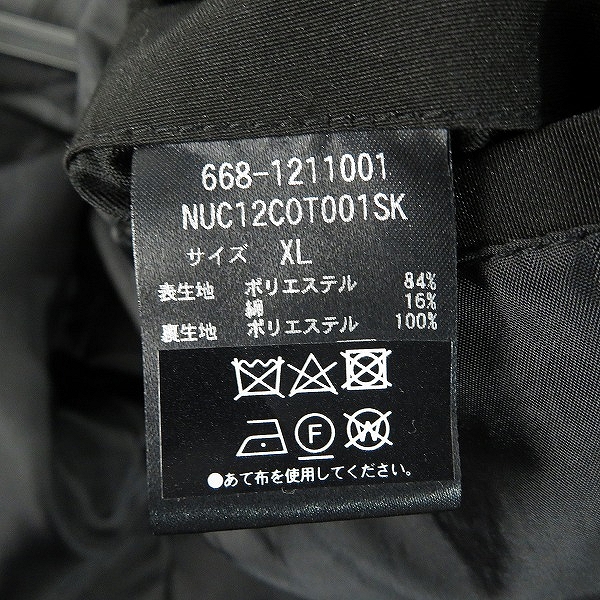 668-1211001
NUC12COT001SK
サイズ XL
表生地 ポリエステル 84%
綿 16%
裏生地 ポリエステル 100%
F W
●あて布を使用してください。